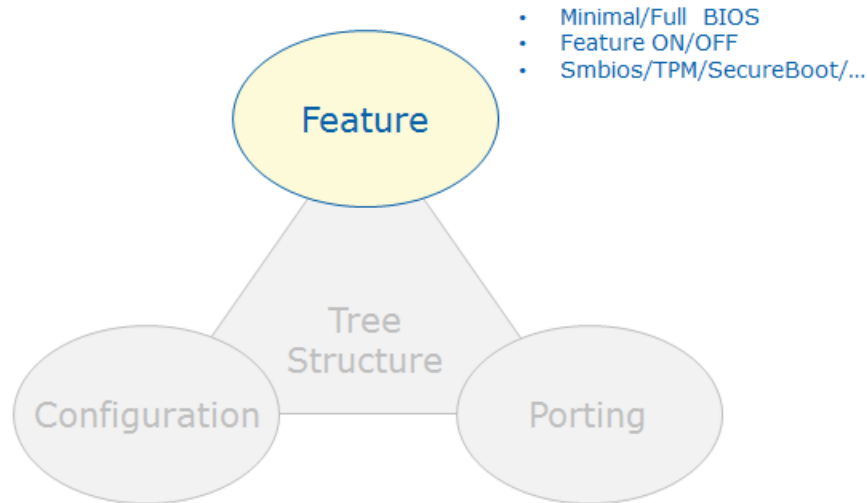 • Minimal/Full BIOS
• Feature ON/OFF
• Smbios/TPM/SecureBoot/...
Feature
Tree
Structure
Configuration
Porting